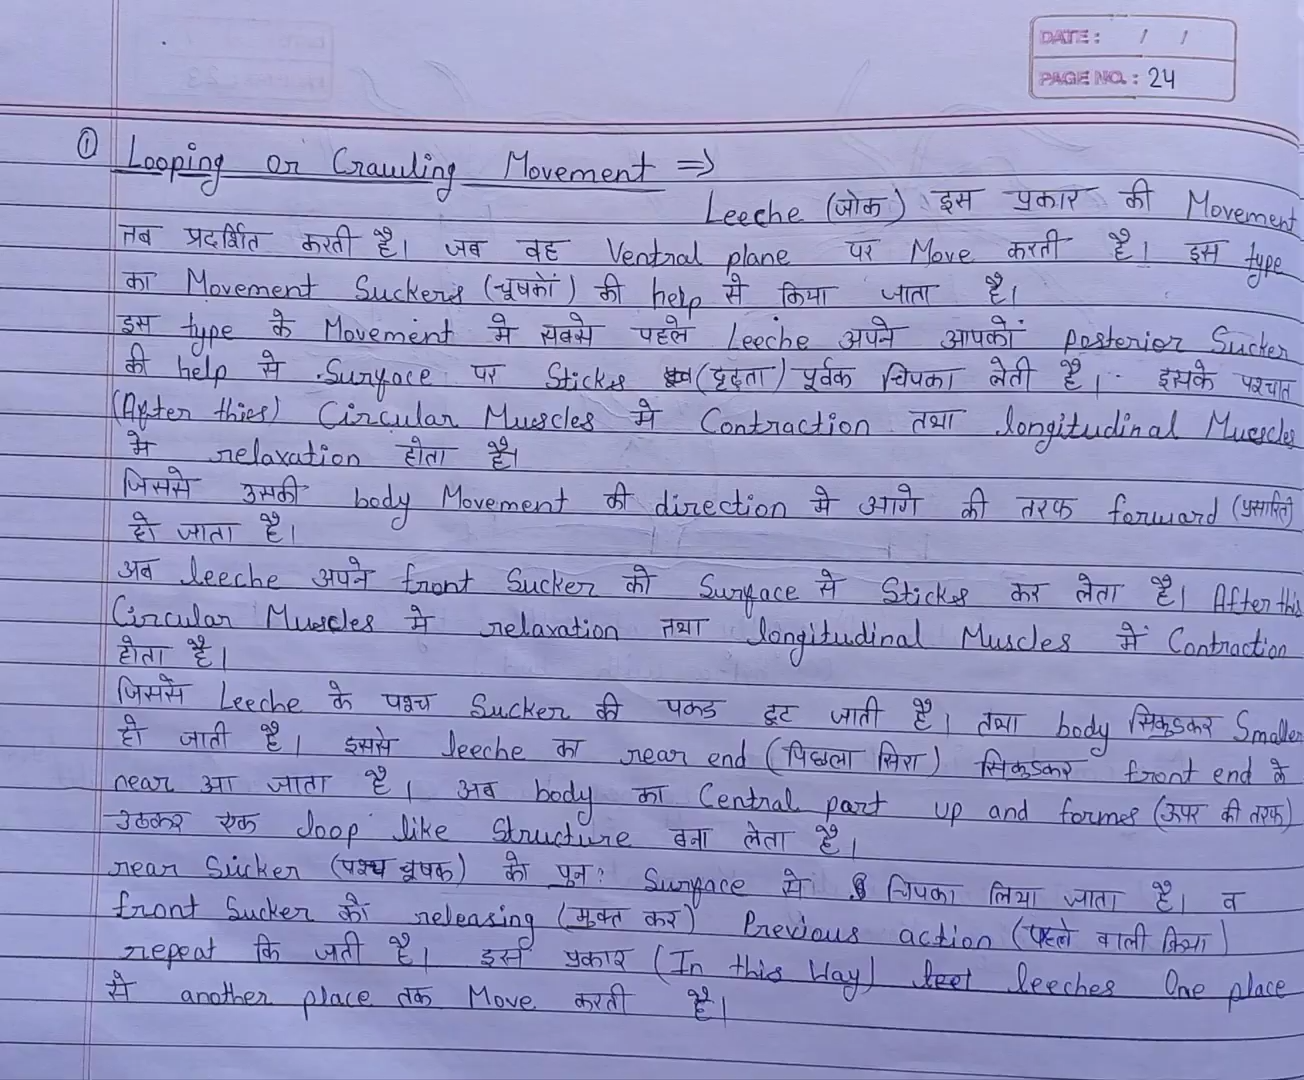 DATE: / /
PAGE NO.: 24
① Looping or Crawling Movement ⇒
Leeche (जोक) इस प्रकार की Movement
तब प्रदर्शित करती है। जब वह Ventral plane पर Move करती है। इस type
का Movement Suckers (चूषकों) की help से किया जाता है।
इस type के Movement मे सबसे पहले Leeche अपने आपकों Posterior Sucker
की help से Surface पर Sticks (दृढ़ता) पूर्वक चिपका लेती है। इसके पश्चात
(After thies) Circular Muscles मे Contraction तथा longitudinal Muescles
मे relaxation होता है।
जिससे उसकी body Movement की direction मे आगे की तरफ forward (प्रसारित)
हो जाता है।
अब leeche अपने front Sucker को Surface से Sticks कर लेता है। After this
Circular Muescles मे relaxation तथा longitudinal Muscles में Contraction
होता है।
जिससे Leeche के पश्च Sucker की पकड टूट जाती है। तथा body सिकुडकर Smaller
हो जाती है। इससे leeche का rear end (पिछला सिरा) सिकुडकर front end के
near आ जाता है। अब body का Central part up and formes (ऊपर की तरफ)
उठकर एक loop like Structure बना लेता है।
rear Sucker (पश्च चूषक) को पुनः Surface से चिपका लिया जाता है। व
front Sucker को releasing (मुक्त कर) Previous action (पहले वाली क्रिया)
repeat कि जती है। इस प्रकार (In this Way) leeches One place
से another place तक Move करती है।